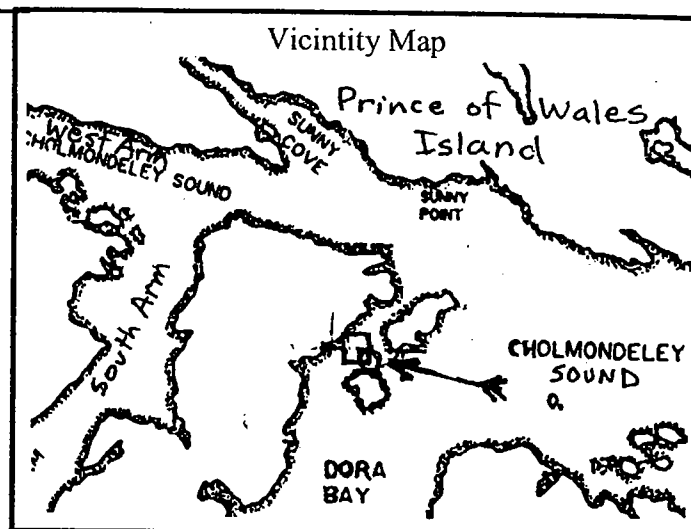 Vicintity Map
Prince of Wales
Island
SUNNY
COVE
West Arm
CHOLMONDELEY SOUND
SUNNY
POINT
South Arm
CHOLMONDELEY
SOUND
DORA
BAY